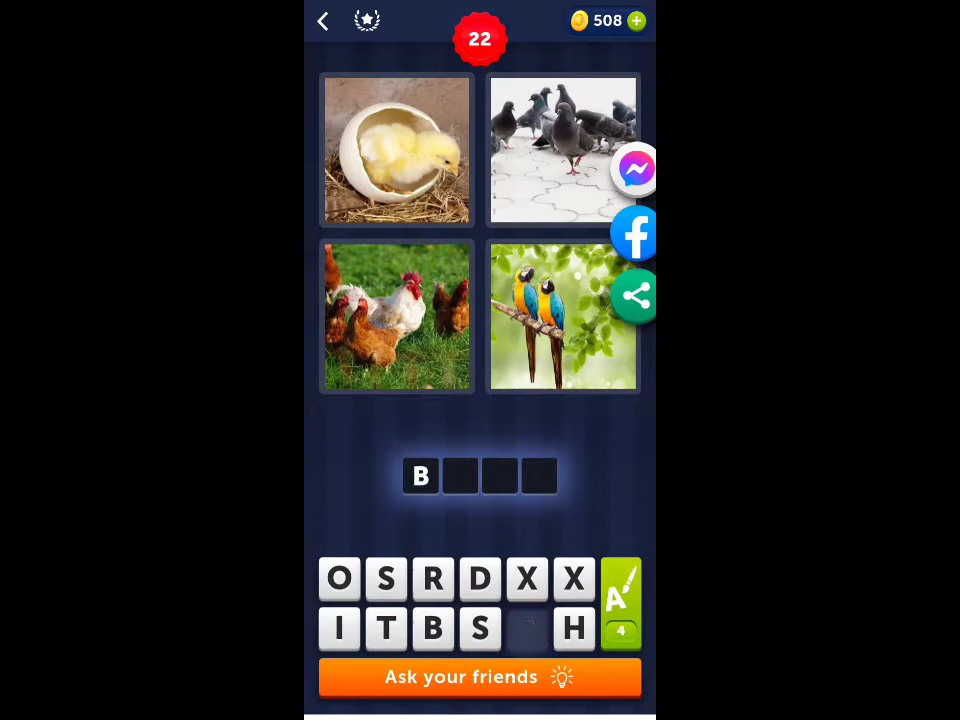 508 +
22
B
O S R D X X
I T B S H
A
4
Ask your friends